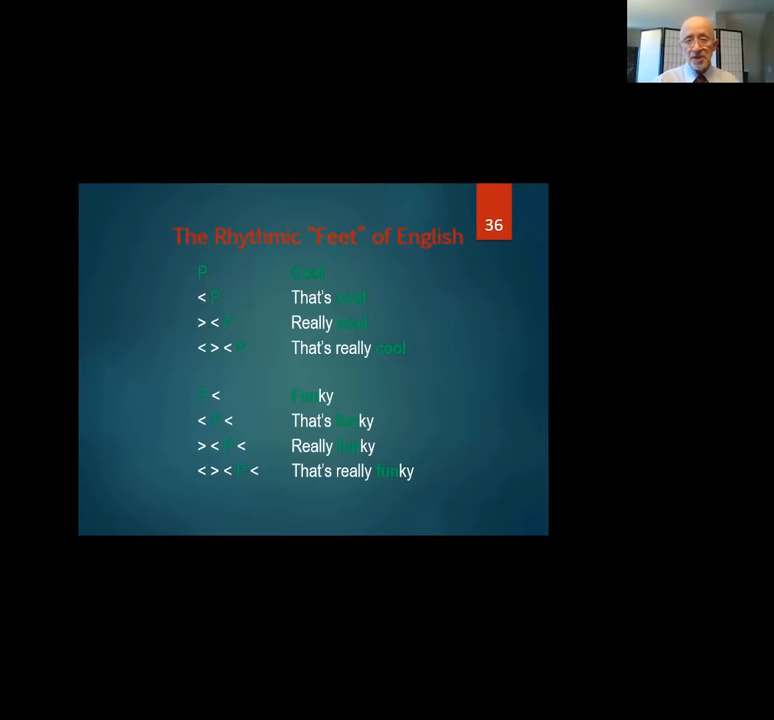 36
The Rhythmic “Feet” of English
P Cool
< P That's cool
> < P Really cool
< > < P That's really cool
P < Funky
< P < That's funky
> < P < Really funky
< > < P < That's really funky